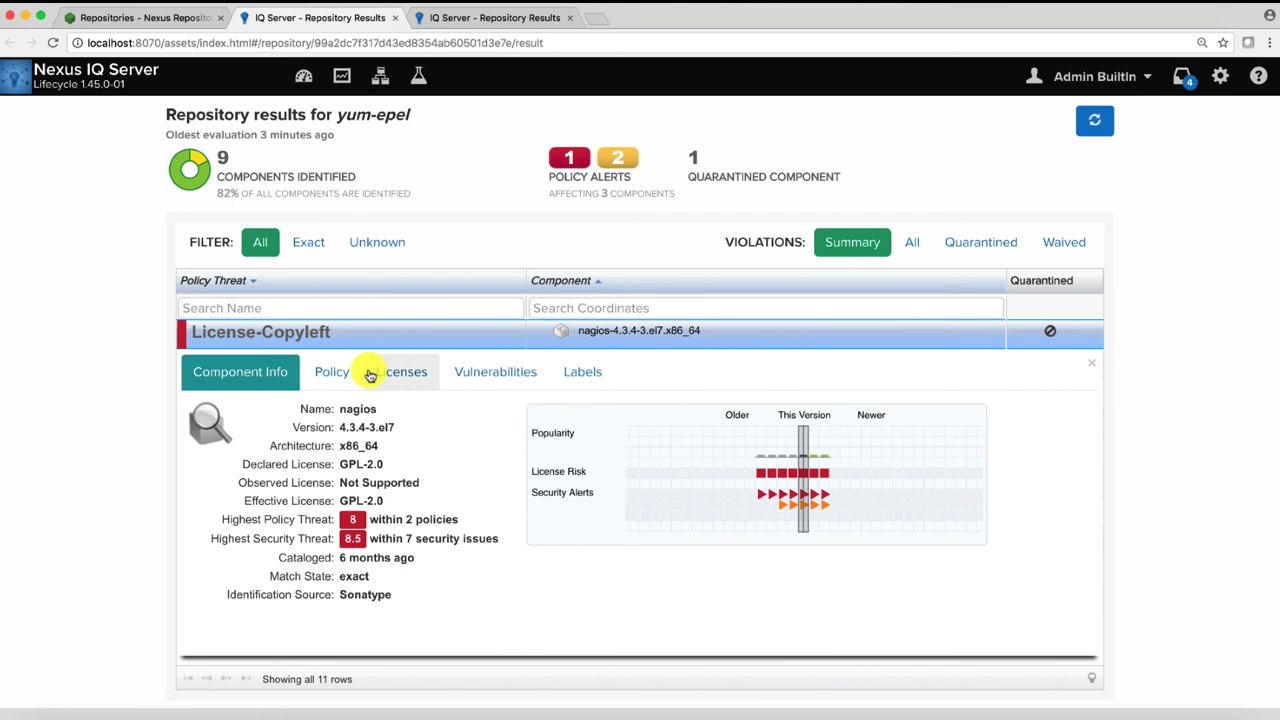 Repositories - Nexus Reposito
IQ Server - Repository Results
IQ Server - Repository Results
localhost:8070/assets/index.html#/repository/99a2dc7f317d43ed8354ab60501d3e7e/result
Nexus IQ Server
Lifecycle 1.45.0-01
Admin BuiltIn
4
Repository results for yum-epel
Oldest evaluation 3 minutes ago
9
COMPONENTS IDENTIFIED
82% OF ALL COMPONENTS ARE IDENTIFIED
1 2
POLICY ALERTS
AFFECTING 3 COMPONENTS
1
QUARANTINED COMPONENT
FILTER: All Exact Unknown
VIOLATIONS: Summary All Quarantined Waived
Policy Threat Component Quarantined
Search Name Search Coordinates
License-Copyleft nagios-4.3.4-3.el7.x86_64
Component Info Policy Licenses Vulnerabilities Labels
Name: nagios
Version: 4.3.4-3.el7
Architecture: x86_64
Declared License: GPL-2.0
Observed License: Not Supported
Effective License: GPL-2.0
Highest Policy Threat: 8 within 2 policies
Highest Security Threat: 8.5 within 7 security issues
Cataloged: 6 months ago
Match State: exact
Identification Source: Sonatype
Older This Version Newer
Popularity
License Risk
Security Alerts
Showing all 11 rows